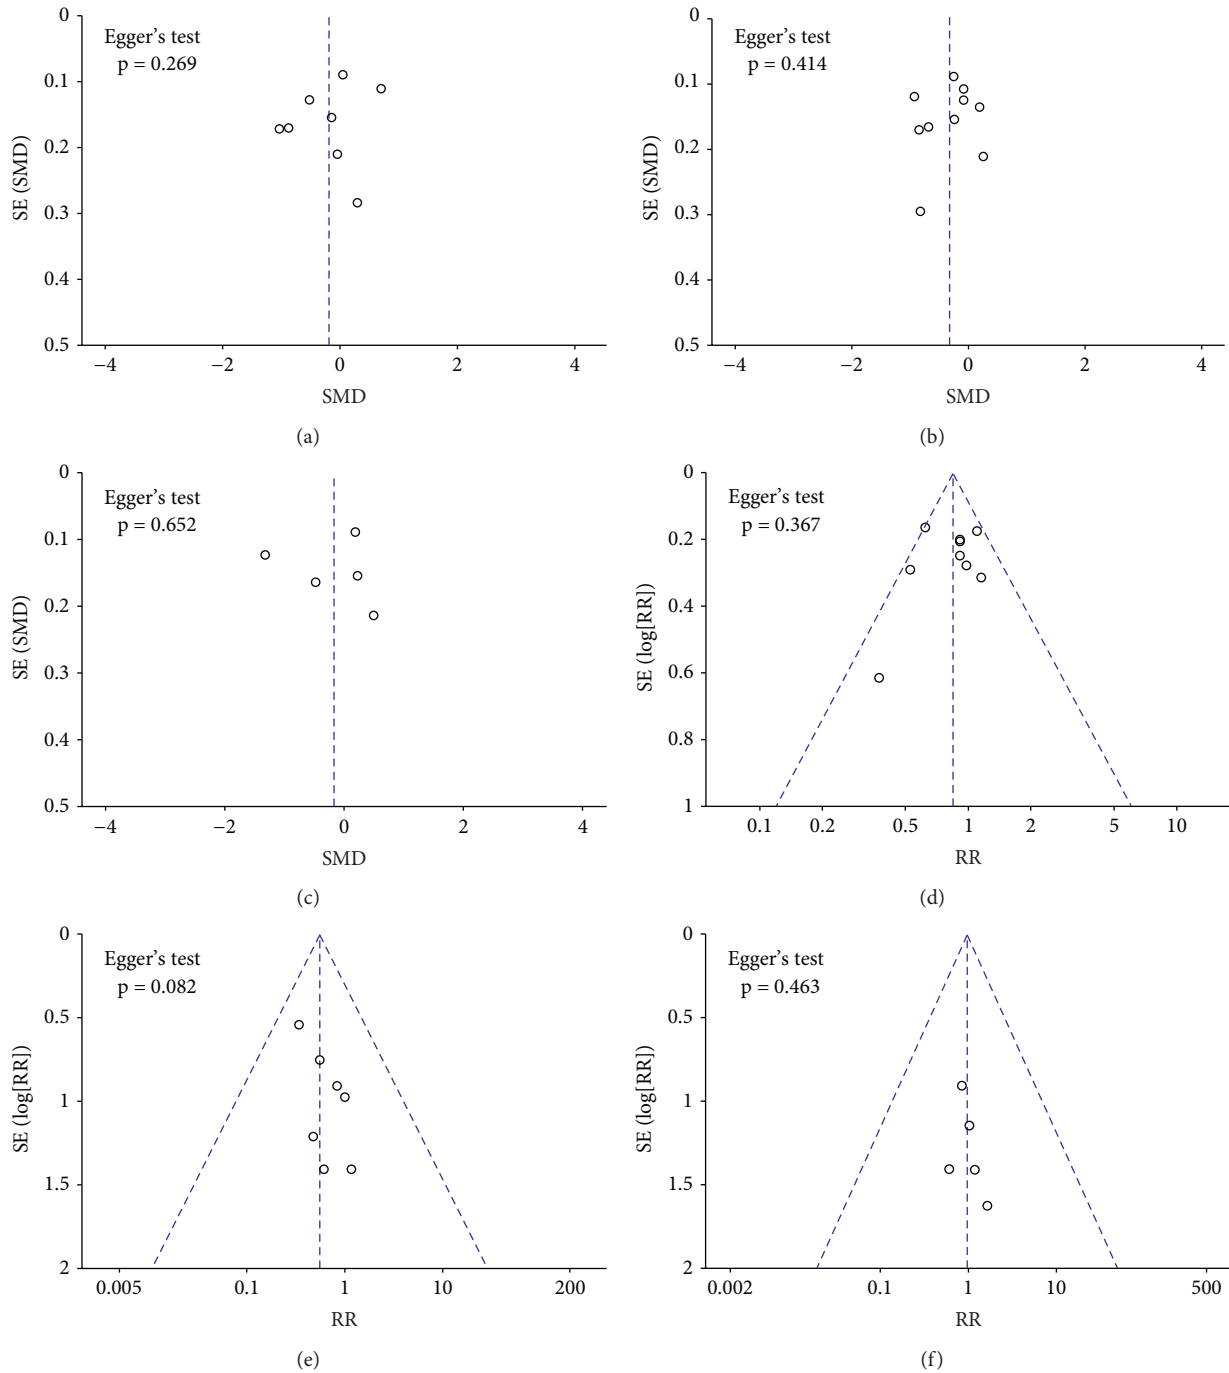 Egger's test
p = 0.269
SE (SMD)
0
0.1
0.2
0.3
0.4
0.5
−4
−2
0
2
4
SMD
(a)
Egger's test
p = 0.414
SE (SMD)
0
0.1
0.2
0.3
0.4
0.5
−4
−2
0
2
4
SMD
(b)
Egger's test
p = 0.652
SE (SMD)
0
0.1
0.2
0.3
0.4
0.5
−4
−2
0
2
4
SMD
(c)
Egger's test
p = 0.367
SE (log[RR])
0
0.2
0.4
0.6
0.8
1
0.1
0.2
0.5
1
2
5
10
RR
(d)
Egger's test
p = 0.082
SE (log[RR])
0
0.5
1
1.5
2
0.005
0.1
1
10
200
RR
(e)
Egger's test
p = 0.463
SE (log[RR])
0
0.5
1
1.5
2
0.002
0.1
1
10
500
RR
(f)